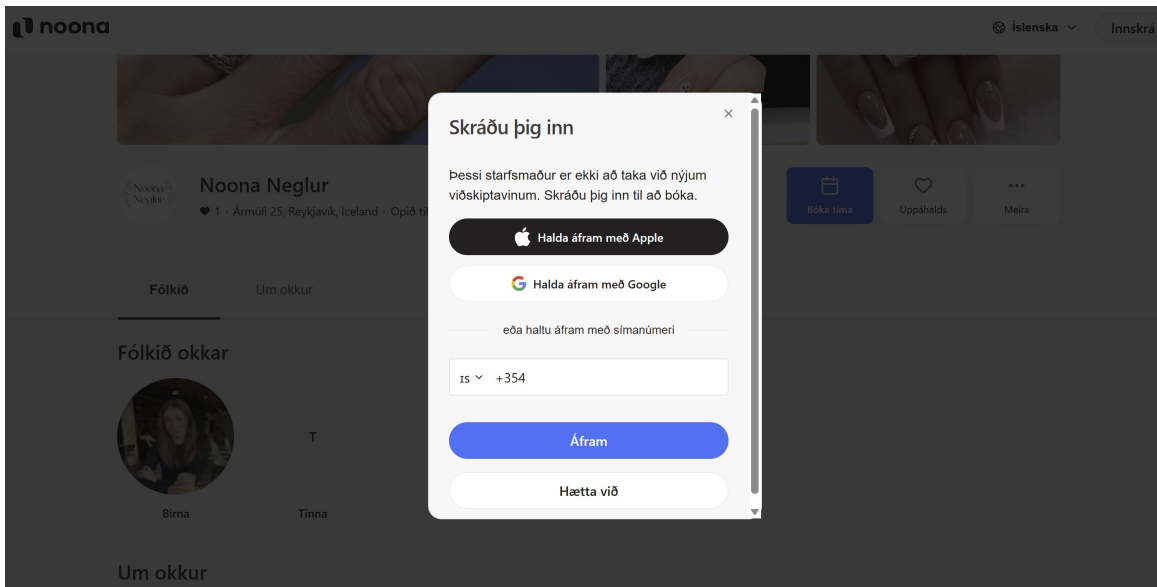 noona
Íslenska
Innskrá
Noona Neglur
Noona
Neglur
1 · Ármúli 25, Reykjavík, Iceland · Opið til
Bóka tíma
Uppáhalds
Meira
Fólkið
Um okkur
Fólkið okkar
T
Birna
Tinna
Um okkur
Skráðu þig inn
Þessi starfsmaður er ekki að taka við nýjum
viðskiptavinum. Skráðu þig inn til að bóka.
Halda áfram með Apple
Halda áfram með Google
eða haltu áfram með símanúmeri
IS +354
Áfram
Hætta við